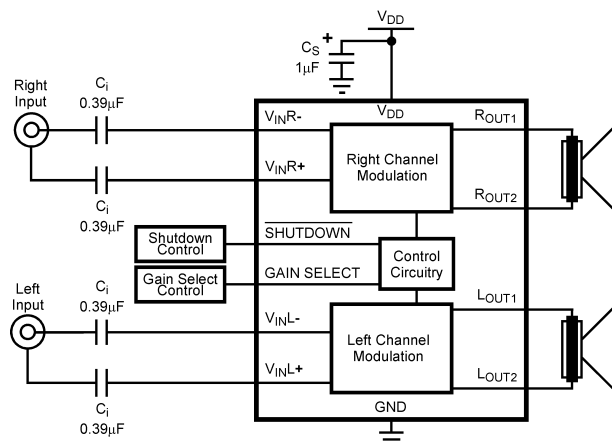 VDD
CS +
1µF
Right
Input
Ci
0.39µF
VINR-
VDD
ROUT1
VINR+
Right Channel
Modulation
Ci
0.39µF
ROUT2
Shutdown
Control
SHUTDOWN
Control
Circuitry
Gain Select
Control
GAIN SELECT
Left
Input
Ci
0.39µF
LOUT1
VINL-
Left Channel
Modulation
VINL+
LOUT2
Ci
0.39µF
GND